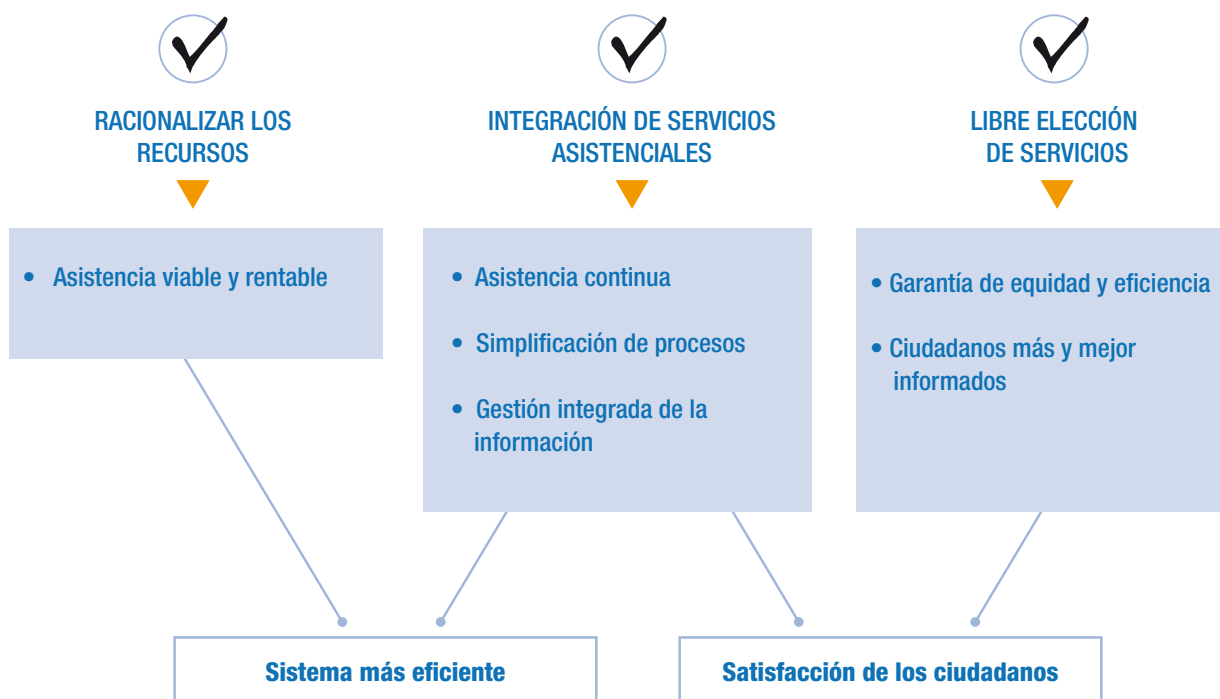 RACIONALIZAR LOS
RECURSOS
• Asistencia viable y rentable
INTEGRACIÓN DE SERVICIOS
ASISTENCIALES
• Asistencia continua
• Simplificación de procesos
• Gestión integrada de la
información
LIBRE ELECCIÓN
DE SERVICIOS
• Garantía de equidad y eficiencia
• Ciudadanos más y mejor
informados
Sistema más eficiente
Satisfacción de los ciudadanos